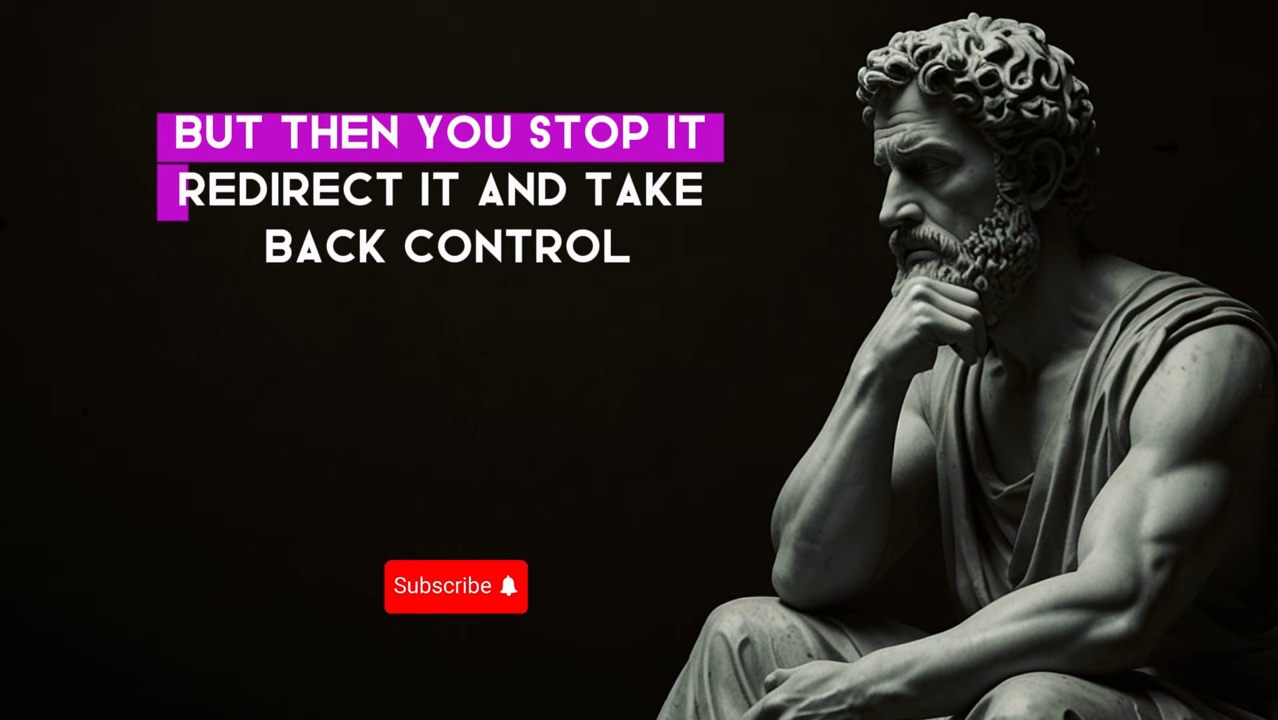 BUT THEN YOU STOP IT
REDIRECT IT AND TAKE
BACK CONTROL
Subscribe